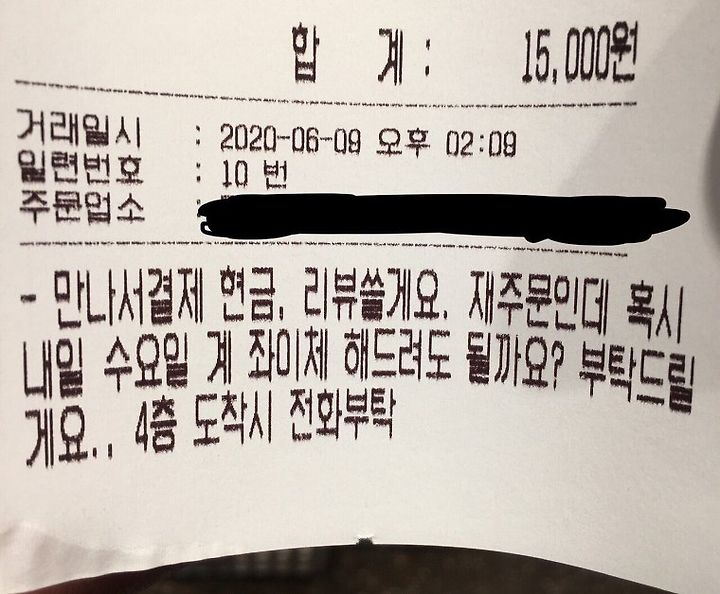 합 계 : 15,000원
거래일시 : 2020-06-09 오후 02:09
일련번호 : 10 번
주문업소 :
- 만나서결제 현금. 리뷰쓸게요. 재주문인데 혹시
내일 수요일 계 좌이체 해드려도 될까요? 부탁드릴
게요.. 4층 도착시 전화부탁